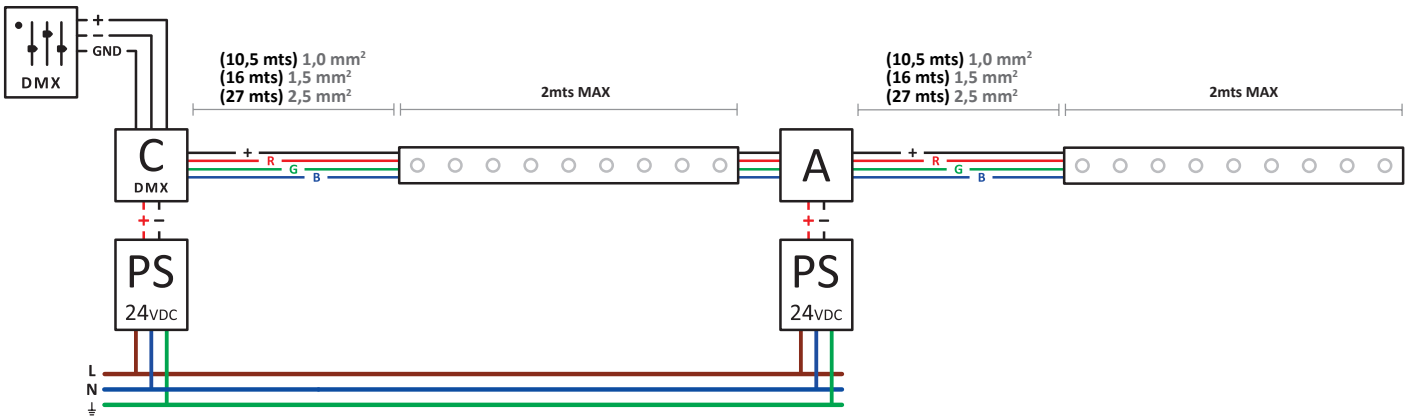 +
−
GND
DMX
(10,5 mts) 1,0 mm²
(16 mts) 1,5 mm²
(27 mts) 2,5 mm²
2mts MAX
(10,5 mts) 1,0 mm²
(16 mts) 1,5 mm²
(27 mts) 2,5 mm²
2mts MAX
C
DMX
+
R
G
B
A
+
R
G
B
+ −
+ −
PS
24VDC
PS
24VDC
L
N